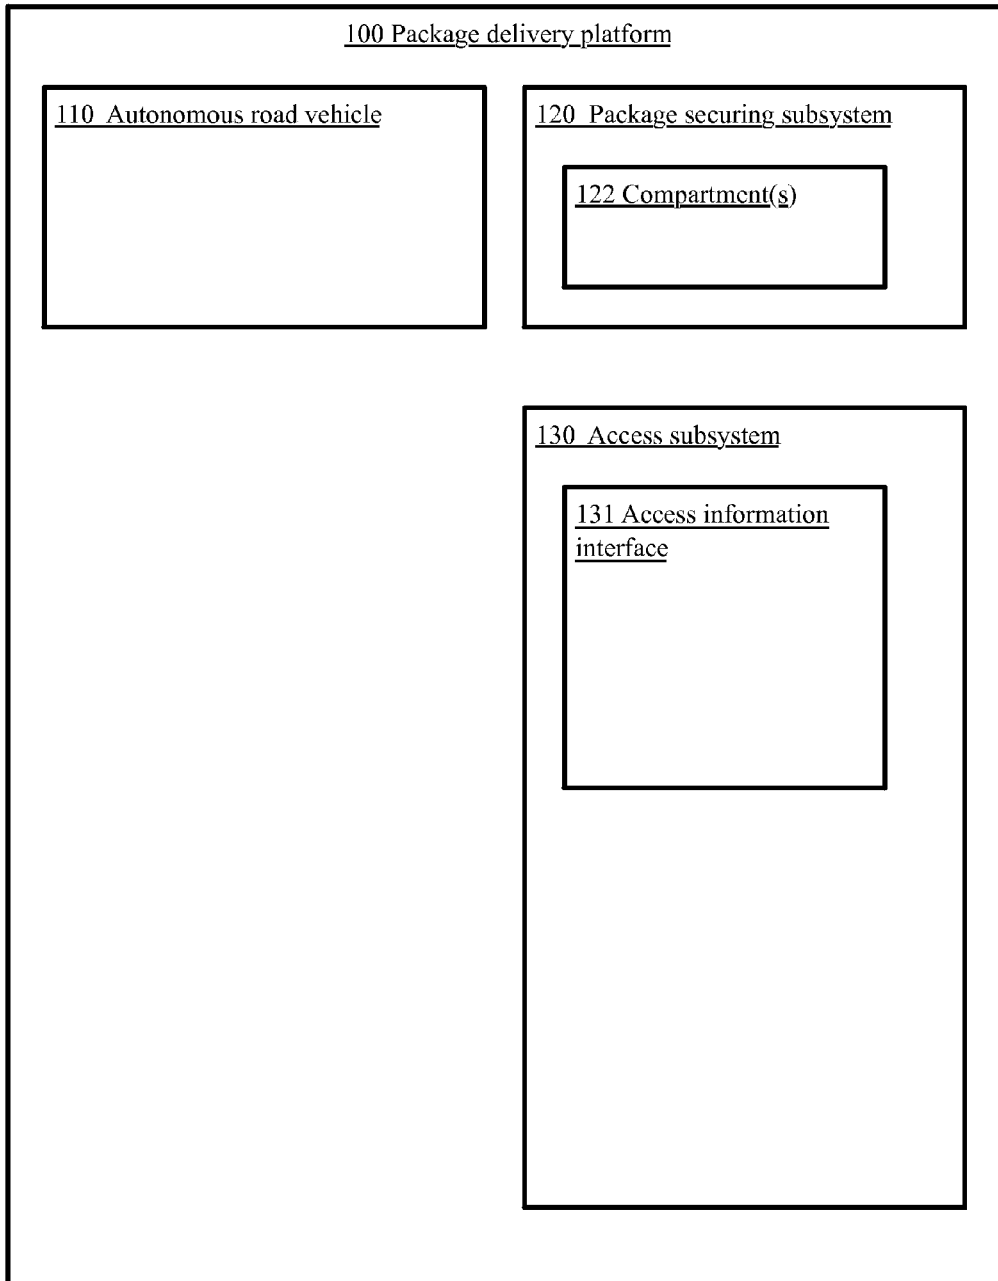 100 Package delivery platform
110 Autonomous road vehicle
120 Package securing subsystem
122 Compartment(s)
130 Access subsystem
131 Access information
interface